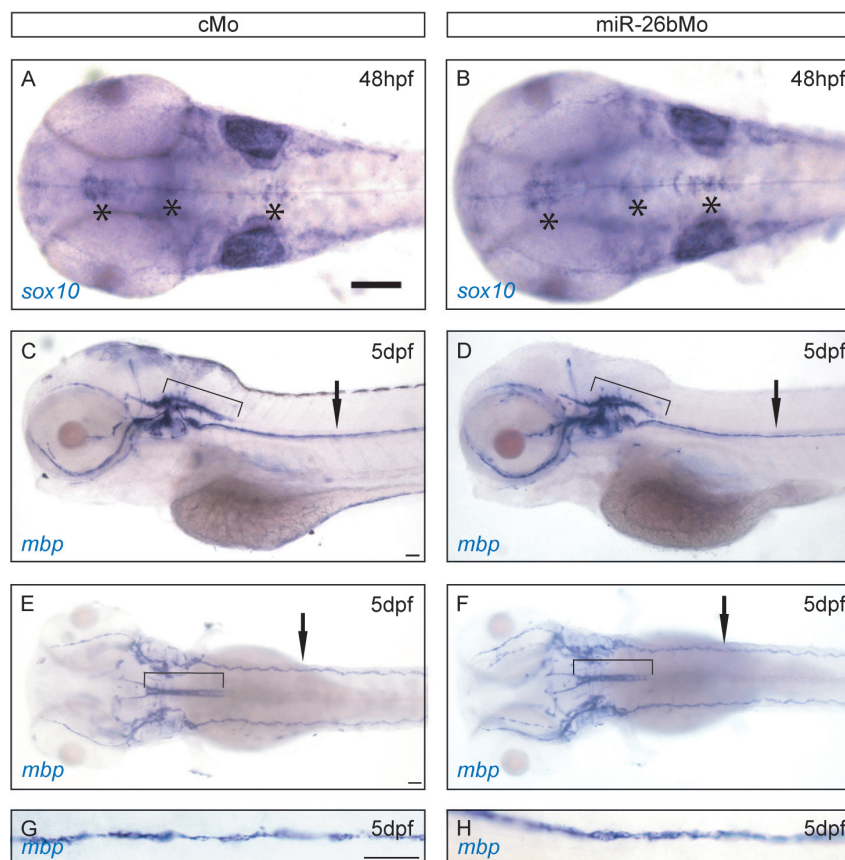 cMo
miR-26bMo
A 48hpf
* * *
sox10
B 48hpf
* * *
sox10
C 5dpf
mbp
D 5dpf
mbp
E 5dpf
mbp
F 5dpf
mbp
G 5dpf
mbp
H 5dpf
mbp